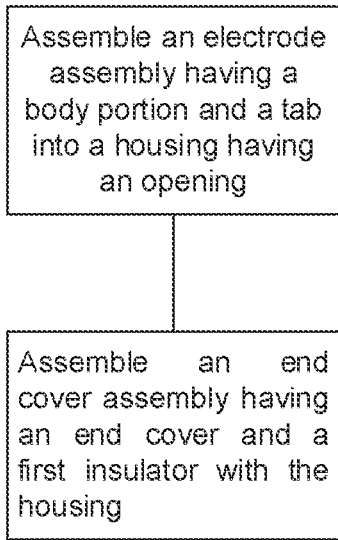 Assemble an electrode
assembly having a
body portion and a tab
into a housing having
an opening
Assemble an end
cover assembly having
an end cover and a
first insulator with the
housing